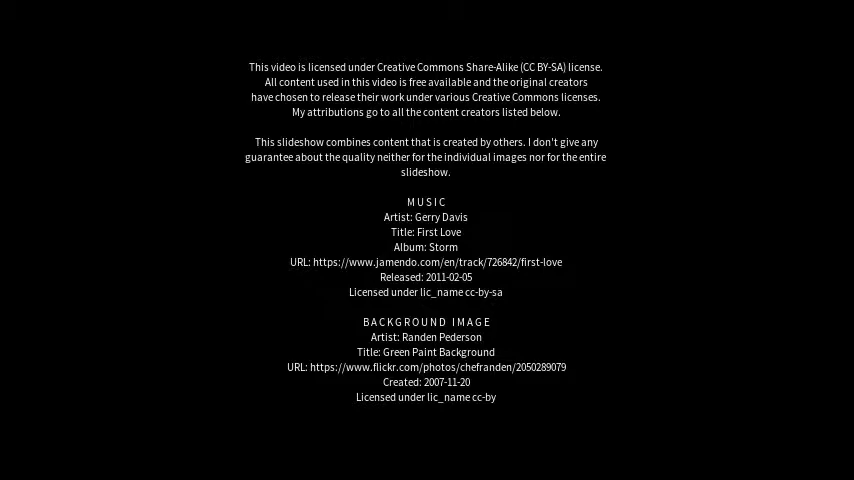 This video is licensed under Creative Commons Share-Alike (CC BY-SA) license.
All content used in this video is free available and the original creators
have chosen to release their work under various Creative Commons licenses.
My attributions go to all the content creators listed below.
This slideshow combines content that is created by others. I don't give any
guarantee about the quality neither for the individual images nor for the entire
slideshow.
MUSIC
Artist: Gerry Davis
Title: First Love
Album: Storm
URL: https://www.jamendo.com/en/track/726842/first-love
Released: 2011-02-05
Licensed under lic_name cc-by-sa
BACKGROUND IMAGE
Artist: Randen Pederson
Title: Green Paint Background
URL: https://www.flickr.com/photos/chefranden/2050289079
Created: 2007-11-20
Licensed under lic_name cc-by